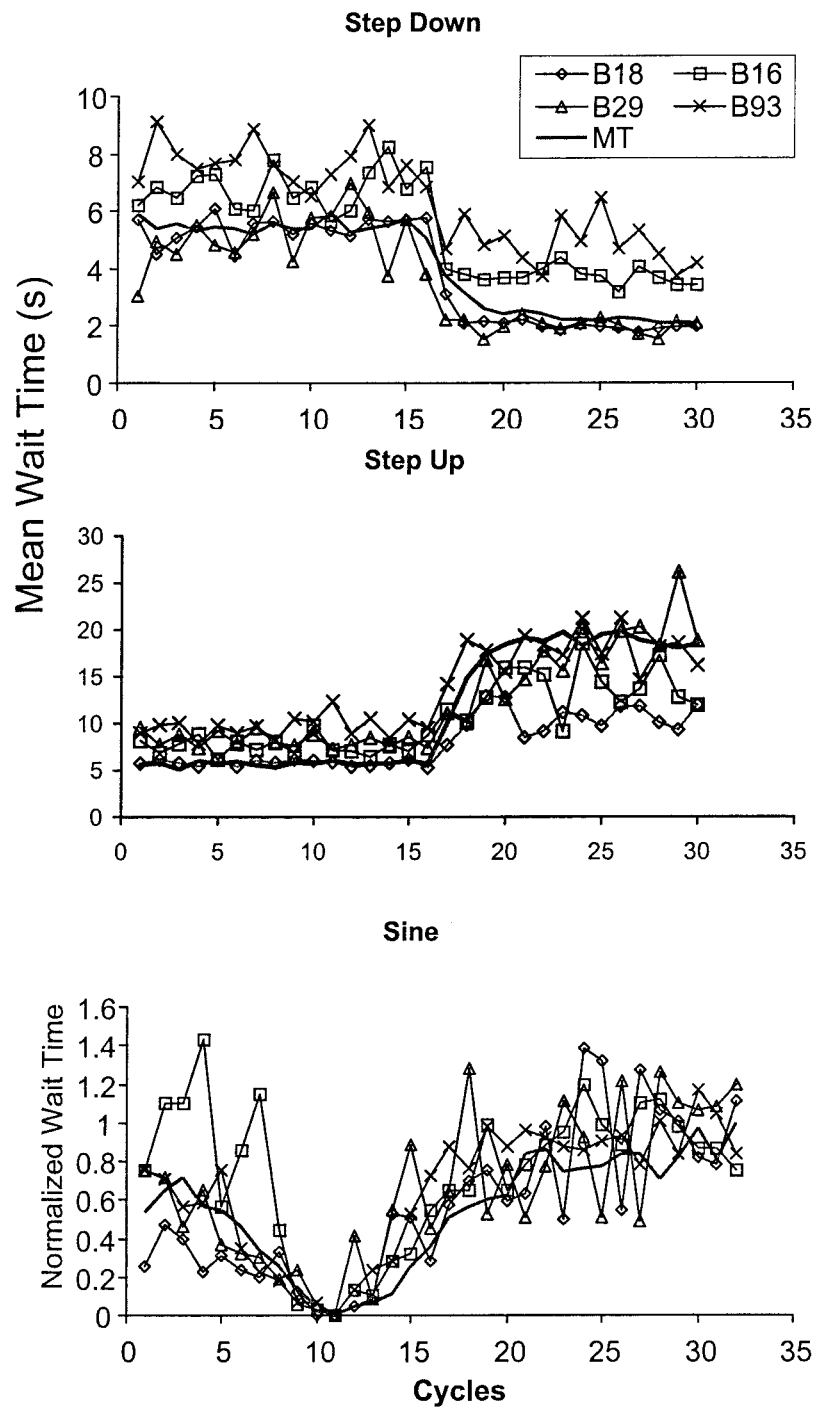 Step Down
B18 B16
B29 B93
MT
10
8
6
4
2
0
0 5 10 15 20 25 30 35
Mean Wait Time (s)
Step Up
30
25
20
15
10
5
0
0 5 10 15 20 25 30 35
Sine
Normalized Wait Time
1.6
1.4
1.2
1
0.8
0.6
0.4
0.2
0
0 5 10 15 20 25 30 35
Cycles